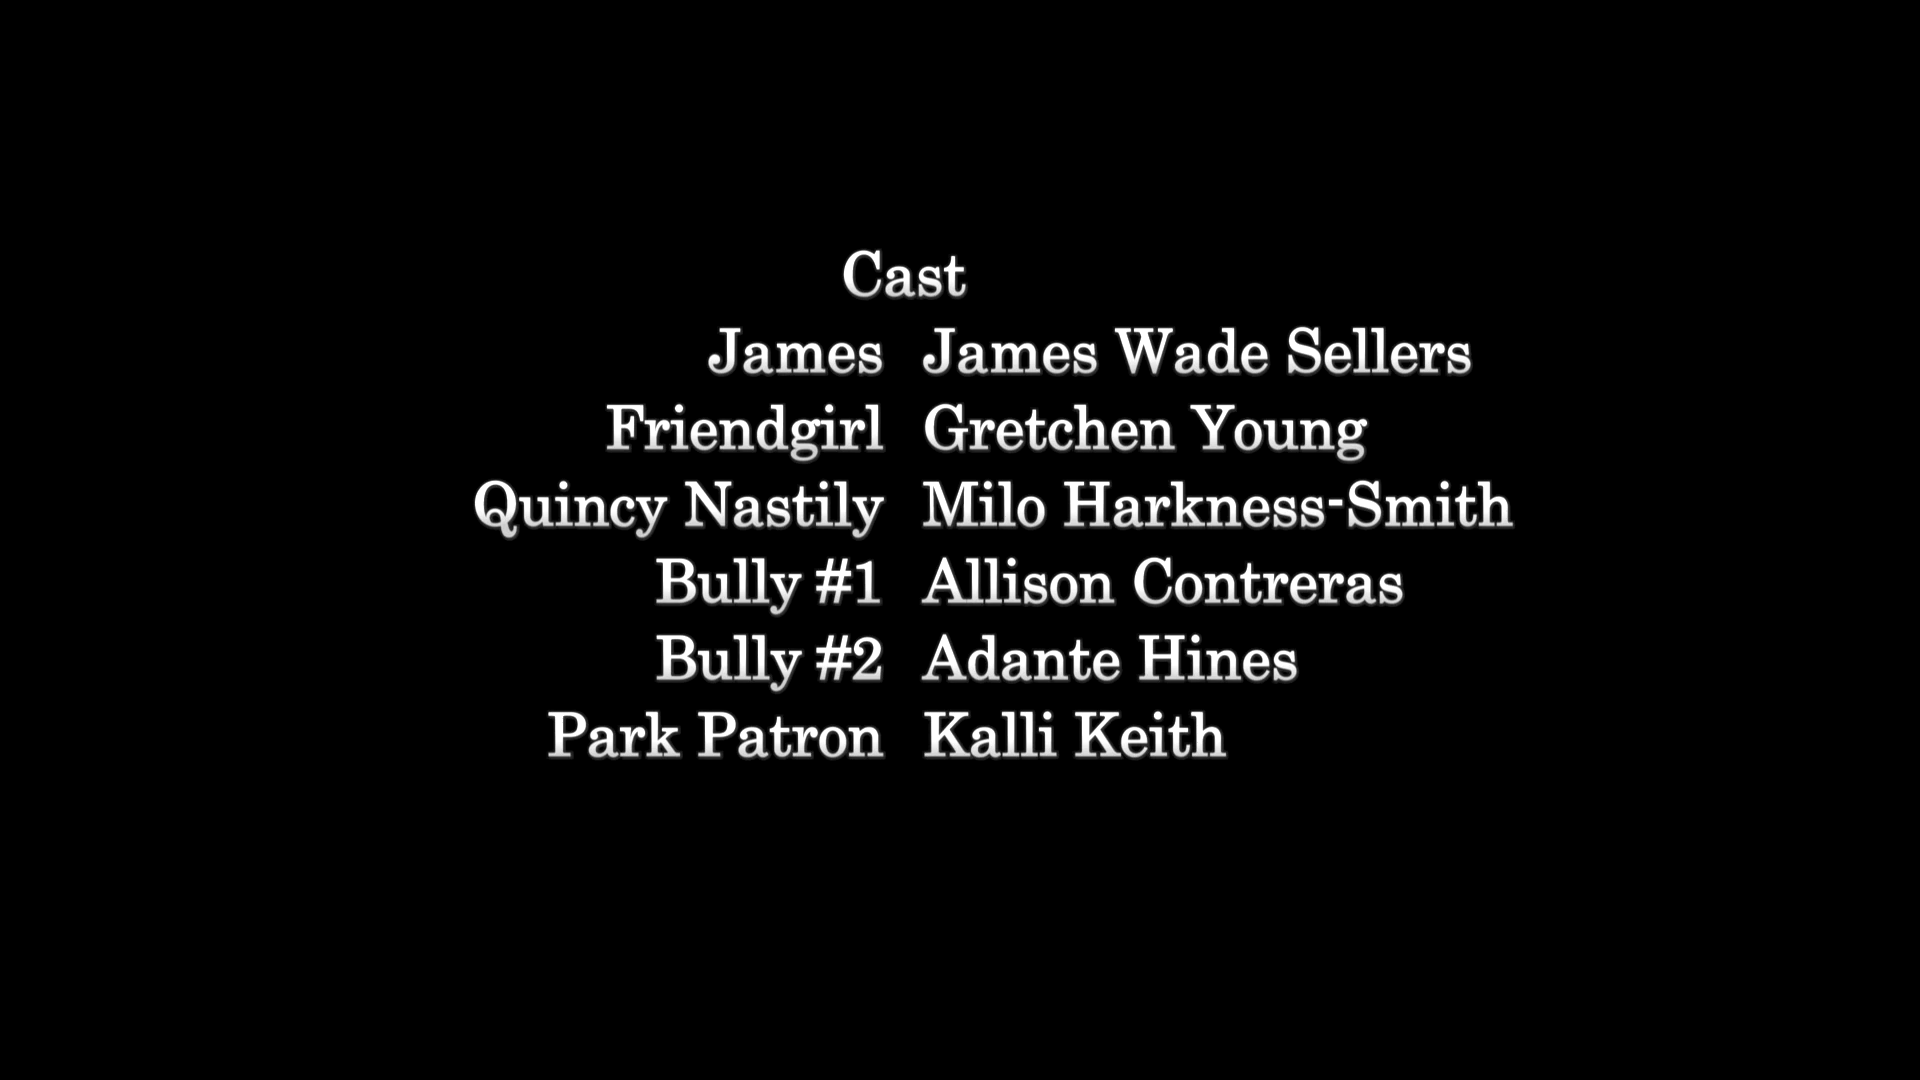 Cast
James James Wade Sellers
Friendgirl Gretchen Young
Quincy Nastily Milo Harkness-Smith
Bully #1 Allison Contreras
Bully #2 Adante Hines
Park Patron Kalli Keith